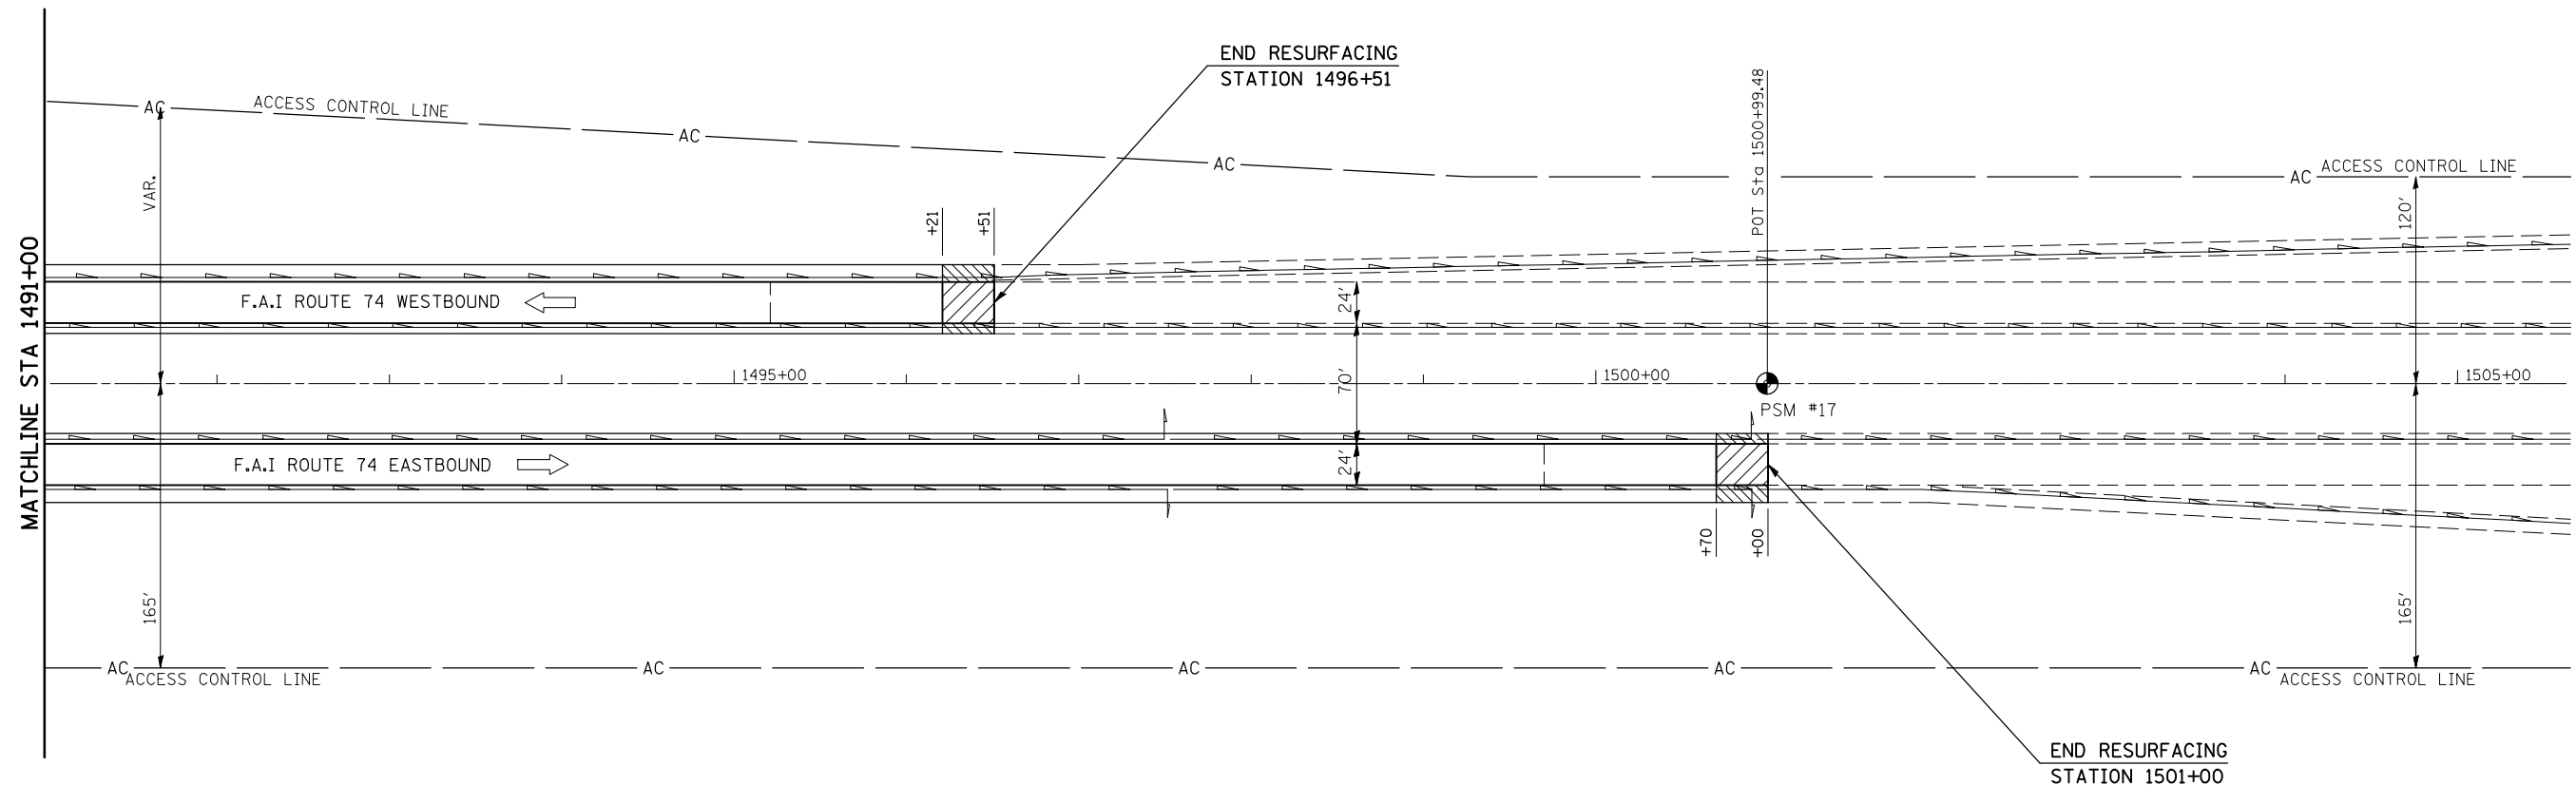 END RESURFACING
STATION 1496+51
POT Sta 1500+99.48
AC
ACCESS CONTROL LINE
AC
AC
AC
ACCESS CONTROL LINE
VAR.
120'
+21
+51
MATCHLINE STA 1491+00
F.A.I ROUTE 74 WESTBOUND
24'
1495+00
70'
1500+00
1505+00
PSM #17
F.A.I ROUTE 74 EASTBOUND
24'
+70
+00
165'
165'
AC
ACCESS CONTROL LINE
AC
AC
AC
AC
ACCESS CONTROL LINE
END RESURFACING
STATION 1501+00